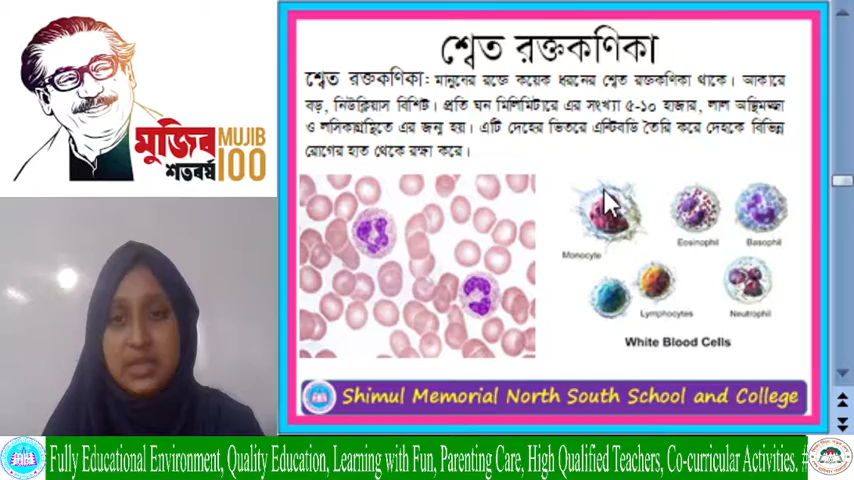 মুজিব
শতবর্ষ
MUJIB
100
শ্বেত রক্তকণিকা
শ্বেত রক্তকণিকা: মানুষের রক্তে কয়েক ধরনের শ্বেত রক্তকণিকা থাকে। আকারে
বড়, নিউক্লিয়াস বিশিষ্ট। প্রতি ঘন মিলিমিটারে এর সংখ্যা ৫-১০ হাজার, লাল অস্থিমজ্জা
ও লসিকাগ্রন্থিতে এর জন্ম হয়। এটি দেহের ভিতরে এন্টিবডি তৈরি করে দেহকে বিভিন্ন
রোগের হাত থেকে রক্ষা করে।
Monocyte
Eosinophil
Basophil
Lymphocytes
Neutrophil
White Blood Cells
Shimul Memorial North South School and College
Fully Educational Environment, Quality Education, Learning with Fun, Parenting Care, High Qualified Teachers, Co-curricular Activities. #